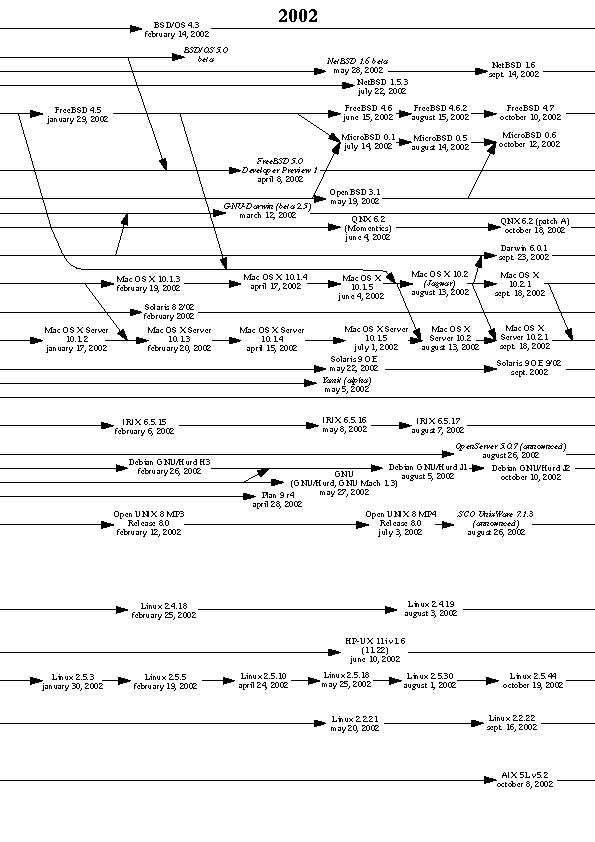 2002
BSD/OS 4.3
february 14, 2002
BSD/OS 5.0
beta
NetBSD 1.6 beta
may 28, 2002
NetBSD 1.6
sept. 14, 2002
NetBSD 1.5.3
july 22, 2002
FreeBSD 4.5
january 29, 2002
FreeBSD 4.6
june 15, 2002
FreeBSD 4.6.2
august 15, 2002
FreeBSD 4.7
october 10, 2002
MicroBSD 0.1
july 14, 2002
MicroBSD 0.5
august 14, 2002
MicroBSD 0.6
october 12, 2002
FreeBSD 5.0
Developer Preview 1
april 8, 2002
OpenBSD 3.1
may 19, 2002
GNU-Darwin (beta 2.5)
march 12, 2002
QNX 6.2
(Momentics)
june 4, 2002
QNX 6.2 (patch A)
october 18, 2002
Darwin 6.0.1
sept. 23, 2002
Mac OS X 10.1.3
february 19, 2002
Mac OS X 10.1.4
april 17, 2002
Mac OS X
10.1.5
june 4, 2002
Mac OS X 10.2
(Jaguar)
august 13, 2002
Mac OS X
10.2.1
sept. 18, 2002
Solaris 8 2/02
february 2002
Mac OS X Server
10.1.2
january 17, 2002
Mac OS X Server
10.1.3
february 20, 2002
Mac OS X Server
10.1.4
april 15, 2002
Mac OS X Server
10.1.5
july 1, 2002
Mac OS X
Server 10.2
august 13, 2002
Mac OS X
Server 10.2.1
sept. 18, 2002
Solaris 9 OE
may 22, 2002
Solaris 9 OE 9/02
sept. 2002
Yamit (alpha)
may 5, 2002
IRIX 6.5.15
february 6, 2002
IRIX 6.5.16
may 8, 2002
IRIX 6.5.17
august 7, 2002
OpenServer 5.0.7 (announced)
august 26, 2002
Debian GNU/Hurd H3
february 26, 2002
GNU
(GNU/Hurd, GNU Mach 1.3)
may 27, 2002
Debian GNU/Hurd J1
august 5, 2002
Debian GNU/Hurd J2
october 10, 2002
Plan 9 r4
april 28, 2002
Open UNIX 8 MP3
Release 8.0
february 12, 2002
Open UNIX 8 MP4
Release 8.0
july 3, 2002
SCO UnixWare 7.1.3
(announced)
august 26, 2002
Linux 2.4.18
february 25, 2002
Linux 2.4.19
august 3, 2002
HP-UX 11i v1.6
(11.22)
june 10, 2002
Linux 2.5.3
january 30, 2002
Linux 2.5.5
february 19, 2002
Linux 2.5.10
april 24, 2002
Linux 2.5.18
may 25, 2002
Linux 2.5.30
august 1, 2002
Linux 2.5.44
october 19, 2002
Linux 2.2.21
may 20, 2002
Linux 2.2.22
sept. 16, 2002
AIX 5L v5.2
october 8, 2002